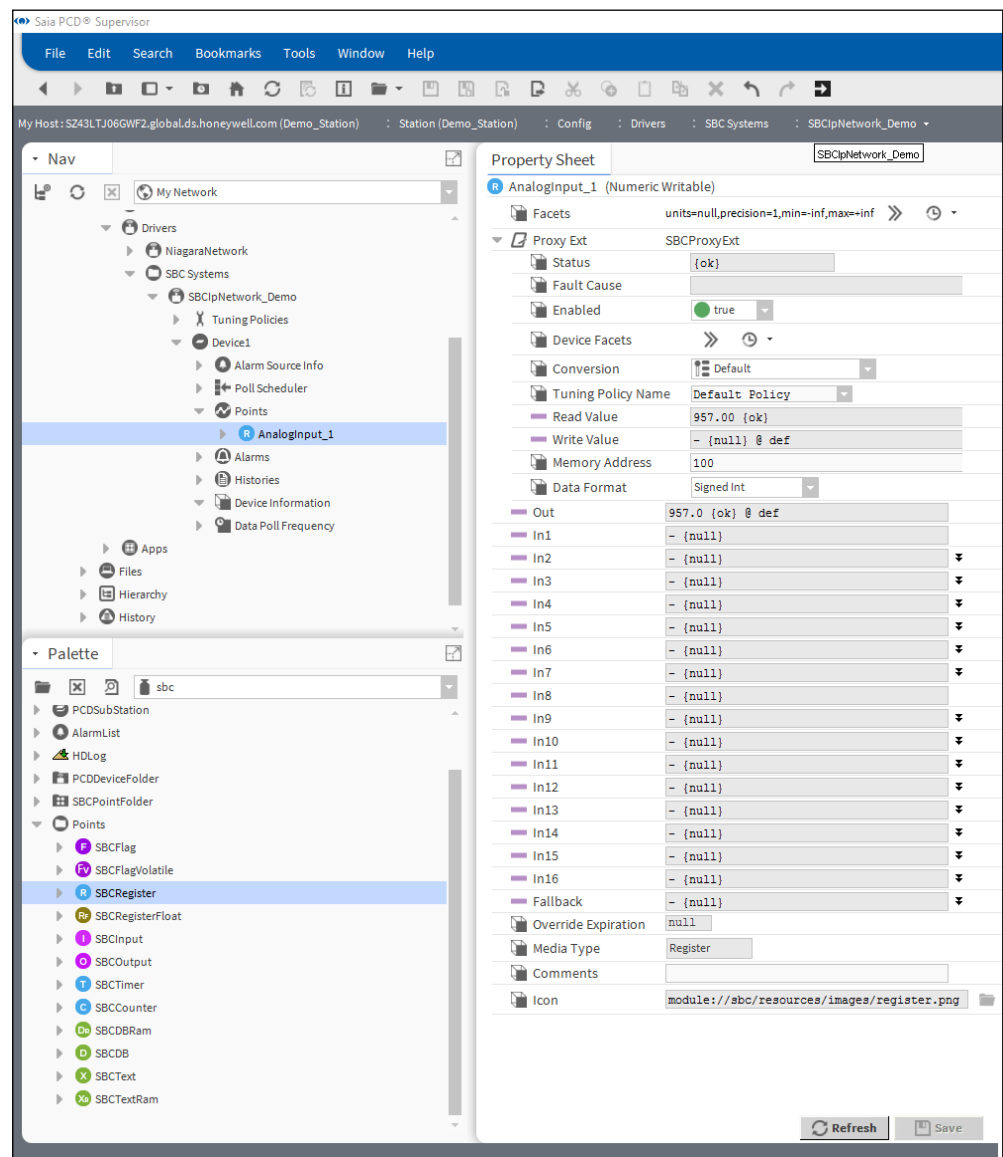 Saia PCD® Supervisor
File Edit Search Bookmarks Tools Window Help
My Host : SZ43LTJ06GWF2.global.ds.honeywell.com (Demo_Station) : Station (Demo_Station) : Config : Drivers : SBC Systems : SBCIpNetwork_Demo
SBCIpNetwork_Demo
Nav
My Network
Drivers
NiagaraNetwork
SBC Systems
SBCIpNetwork_Demo
Tuning Policies
Device1
Alarm Source Info
Poll Scheduler
Points
R AnalogInput_1
Alarms
Histories
Device Information
Data Poll Frequency
Apps
Files
Hierarchy
History
Palette
sbc
PCDSubStation
AlarmList
HDLog
PCDDeviceFolder
SBCPointFolder
Points
F SBCFlag
Fv SBCFlagVolatile
R SBCRegister
RF SBCRegisterFloat
I SBCInput
O SBCOutput
T SBCTimer
C SBCCounter
DR SBCDBRam
D SBCDB
X SBCText
XR SBCTextRam
Property Sheet
R AnalogInput_1 (Numeric Writable)
Facets units=null,precision=1,min=-inf,max=+inf
Proxy Ext SBCProxyExt
Status {ok}
Fault Cause
Enabled true
Device Facets
Conversion Default
Tuning Policy Name Default Policy
Read Value 957.00 {ok}
Write Value - {null} @ def
Memory Address 100
Data Format Signed Int
Out 957.0 {ok} @ def
In1 - {null}
In2 - {null}
In3 - {null}
In4 - {null}
In5 - {null}
In6 - {null}
In7 - {null}
In8 - {null}
In9 - {null}
In10 - {null}
In11 - {null}
In12 - {null}
In13 - {null}
In14 - {null}
In15 - {null}
In16 - {null}
Fallback - {null}
Override Expiration null
Media Type Register
Comments
Icon module://sbc/resources/images/register.png
Refresh Save